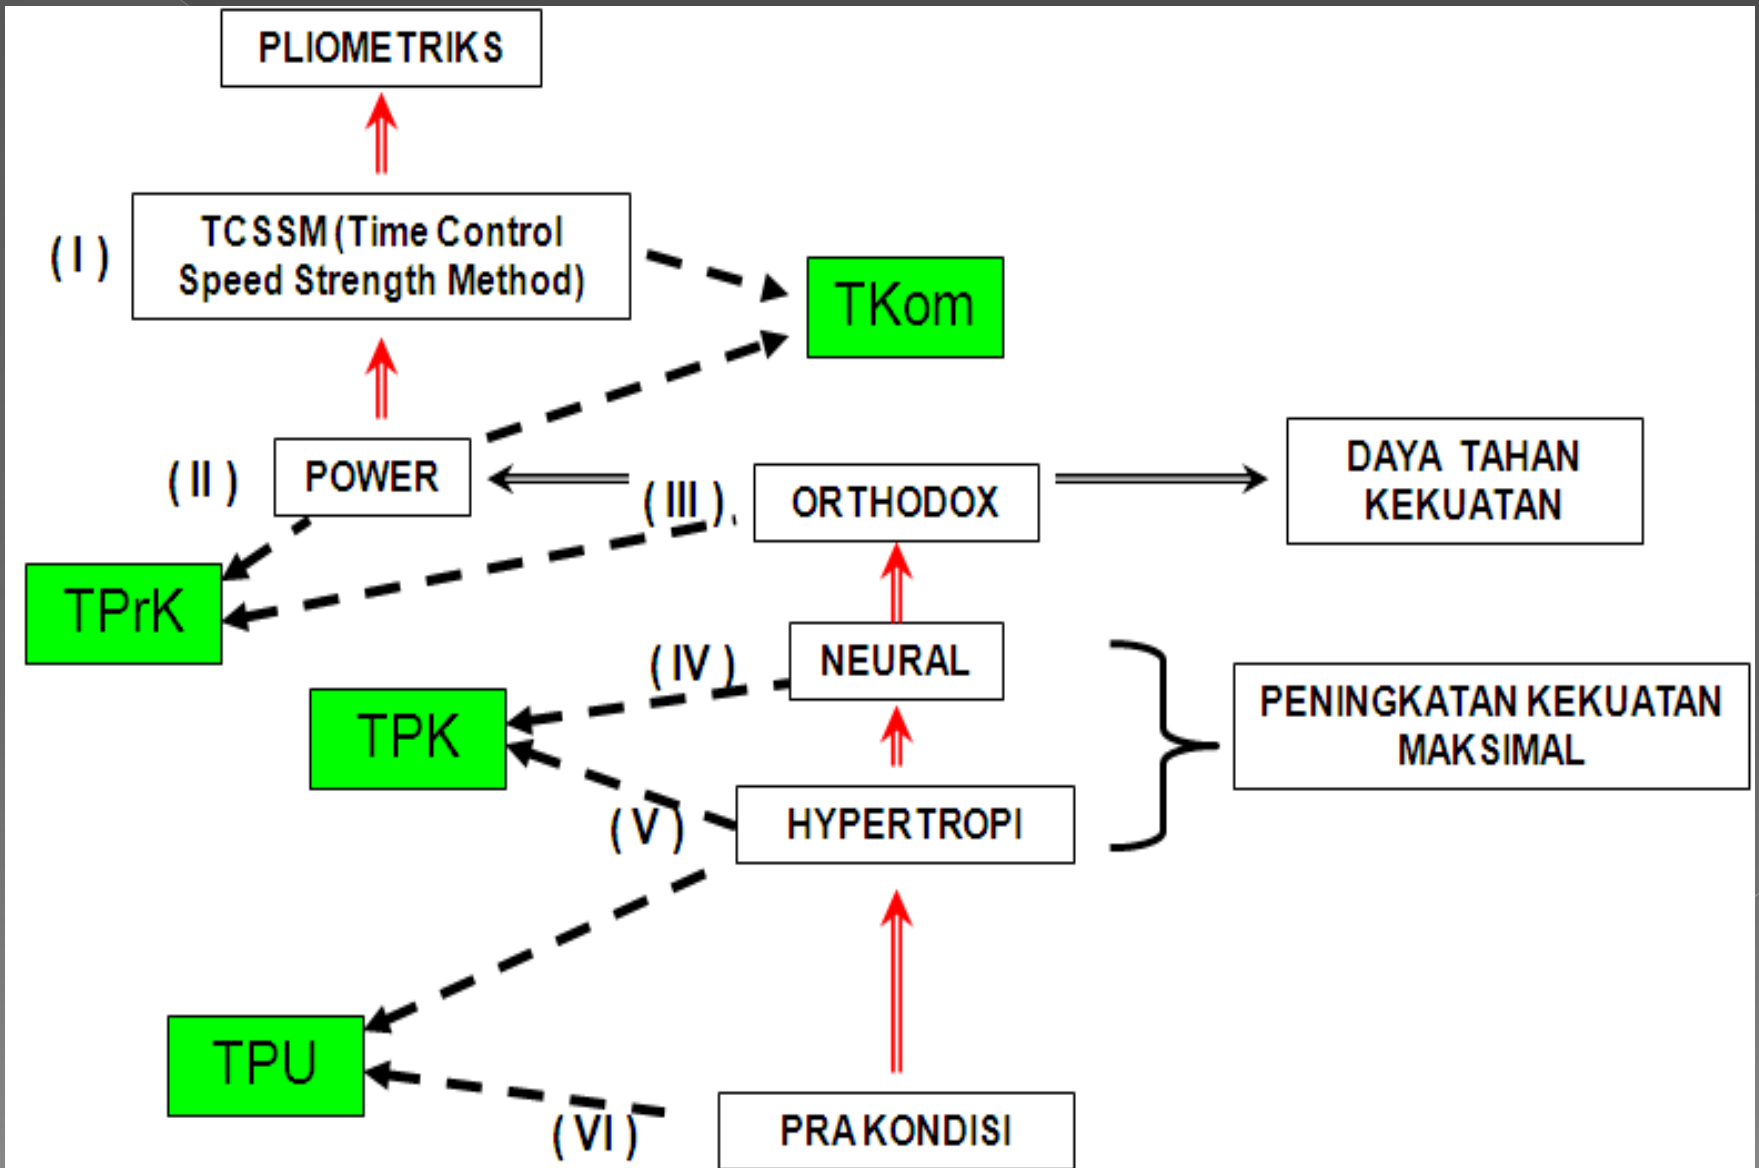 PLIOMETRIKS
( I )
TCSSM (Time Control
Speed Strength Method)
TKom
( II )
POWER
( III )
ORTHODOX
DAYA TAHAN
KEKUATAN
TPrK
( IV )
NEURAL
TPK
PENINGKATAN KEKUATAN
MAKSIMAL
( V )
HYPERTROPI
TPU
( VI )
PRAKONDISI